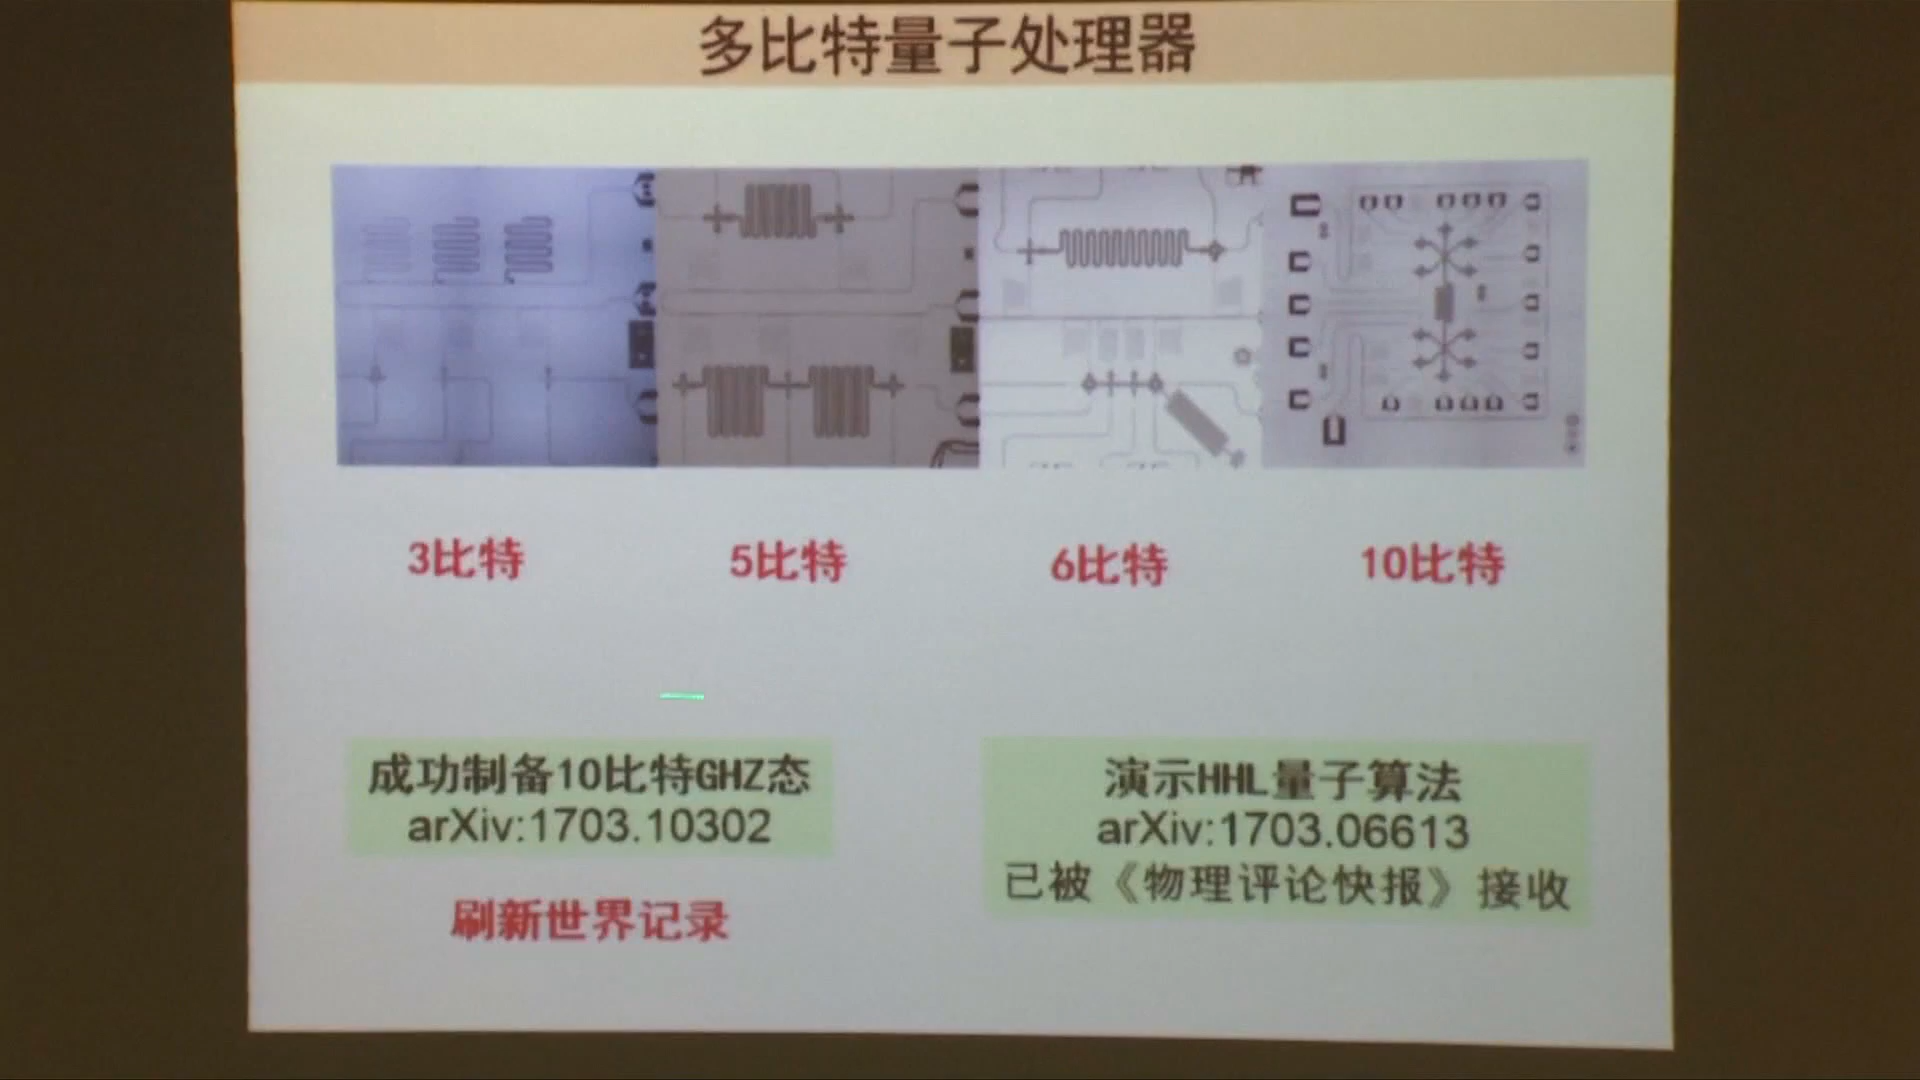 多比特量子处理器
3比特
5比特
6比特
10比特
成功制备10比特GHZ态
arXiv:1703.10302
刷新世界记录
演示HHL量子算法
arXiv:1703.06613
已被《物理评论快报》接收